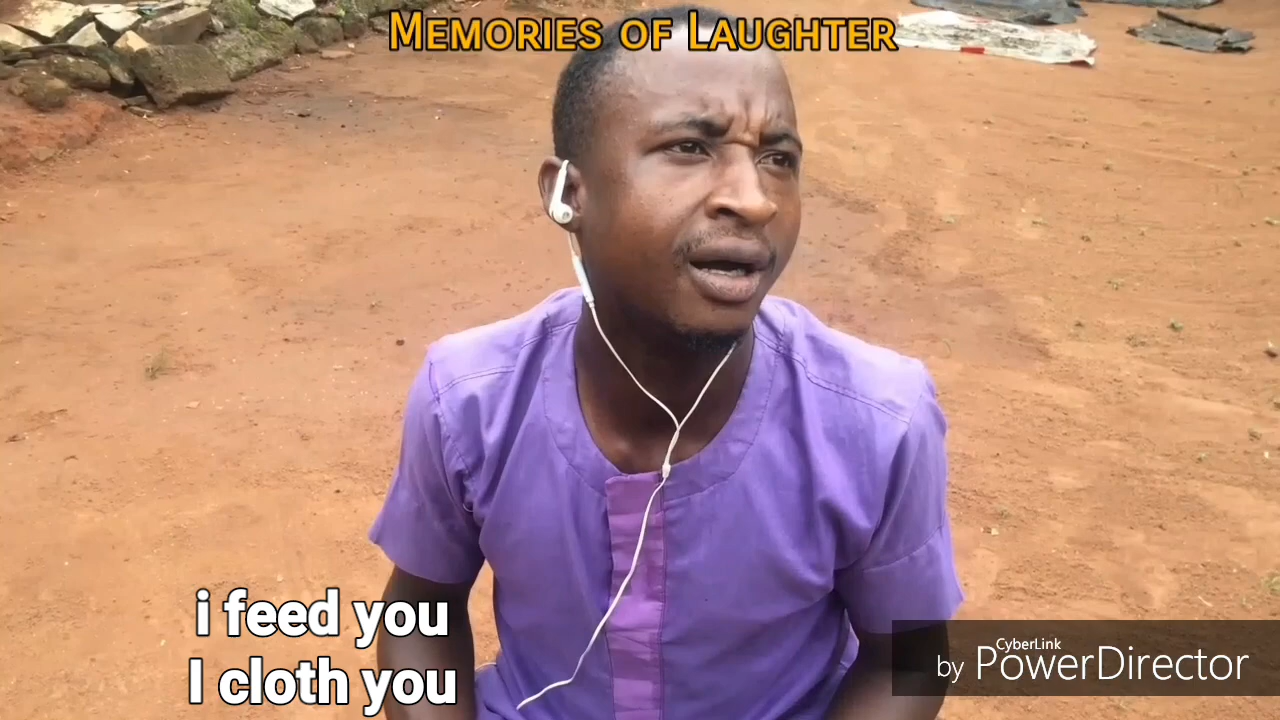 Memories of Laughter
i feed you
I cloth you
CyberLink
by PowerDirector